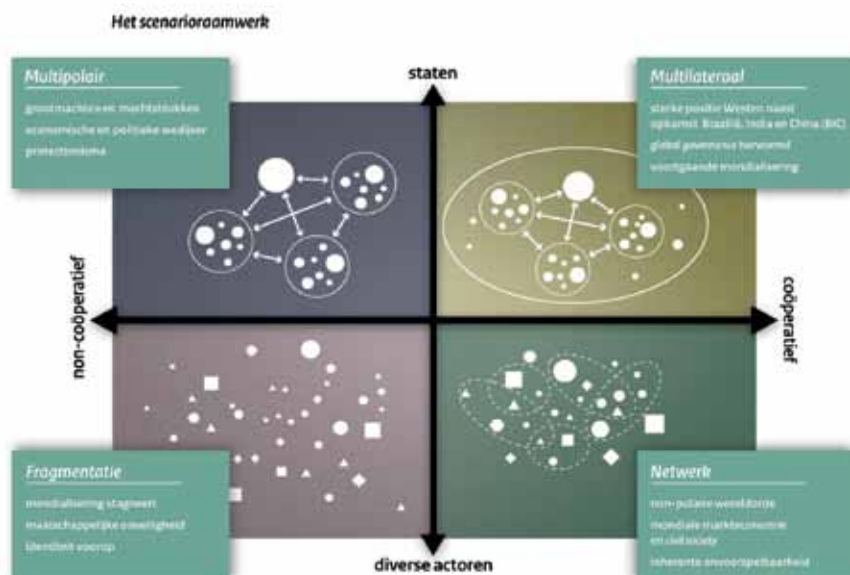 Het scenarioraamwerk
Multipolair
grootmachten en machtsblokken
economische en politieke wedijver
protectionisme
staten
Multilateraal
sterke positie Westen naast
opkomst Brazilië, India en China (BIC)
global governance hervormd
voortgaande mondialisering
non-coöperatief
coöperatief
Fragmentatie
mondialisering stagneert
maatschappelijke onveiligheid
identiteit voorop
diverse actoren
Netwerk
non-polaire wereldorde
mondiale markteconomie
en civil society
inherente onvoorspelbaarheid